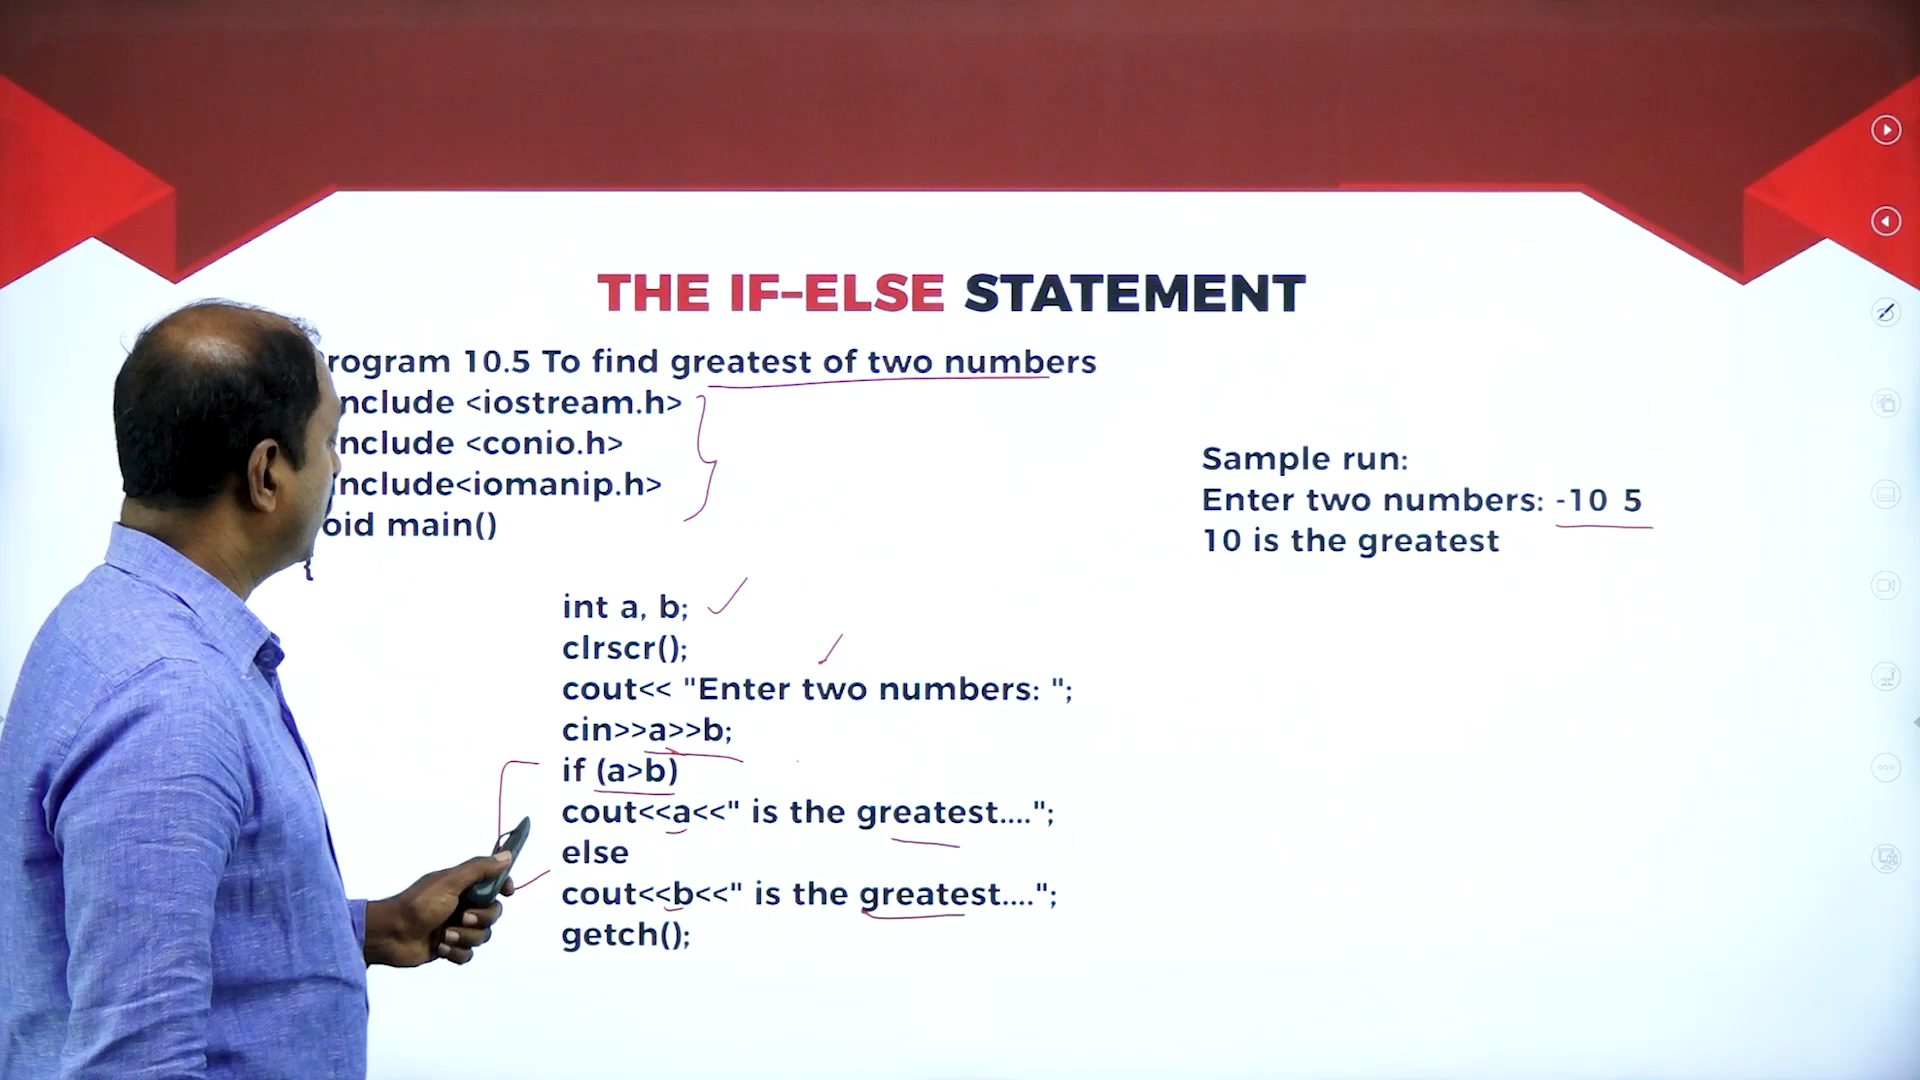 THE IF-ELSE STATEMENT
rogram 10.5 To find greatest of two numbers
nclude <iostream.h>
nclude <conio.h>
nclude<iomanip.h>
oid main()
int a, b;
clrscr();
cout<< "Enter two numbers: ";
cin>>a>>b;
if (a>b)
cout<<a<<" is the greatest....";
else
cout<<b<<" is the greatest....";
getch();
Sample run:
Enter two numbers: -10 5
10 is the greatest